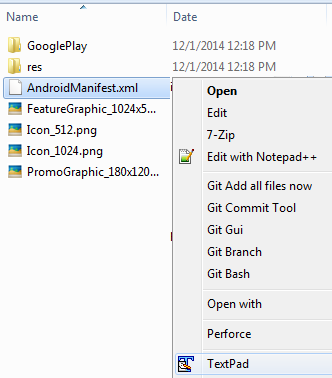 Name Date
GooglePlay 12/1/2014 12:18 PM
res 12/1/2014 12:18 PM
AndroidManifest.xml
FeatureGraphic_1024x5...
Icon_512.png
Icon_1024.png
PromoGraphic_180x120...
Open
Edit
7-Zip
Edit with Notepad++
Git Add all files now
Git Commit Tool
Git Gui
Git Branch
Git Bash
Open with
Perforce
TextPad